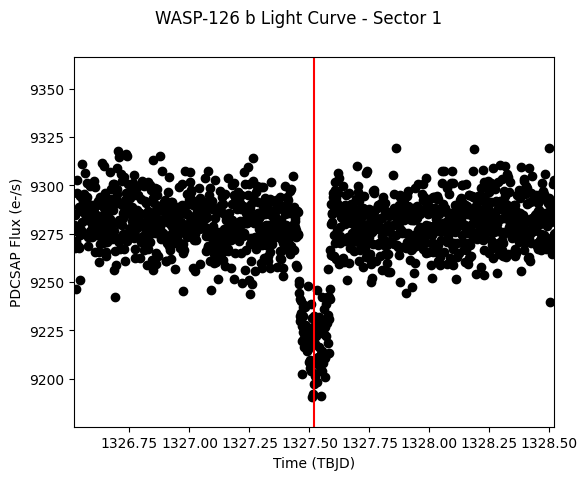 WASP-126 b Light Curve - Sector 1
PDCSAP Flux (e-/s)
9350
9325
9300
9275
9250
9225
9200
1326.75 1327.00 1327.25 1327.50 1327.75 1328.00 1328.25 1328.50
Time (TBJD)